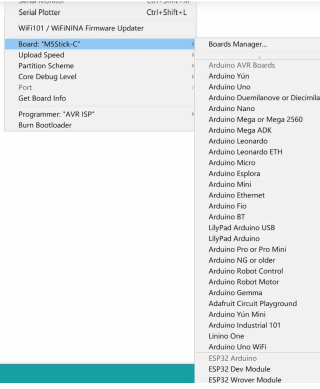 Serial Monitor Ctrl+Shift+M
Serial Plotter Ctrl+Shift+L
WiFi101 / WiFiNINA Firmware Updater
Board: "M5Stick-C"
Upload Speed
Partition Scheme
Core Debug Level
Port
Get Board Info
Programmer: "AVR ISP"
Burn Bootloader
Boards Manager...
Arduino AVR Boards
Arduino Yún
Arduino Uno
Arduino Duemilanove or Diecimila
Arduino Nano
Arduino Mega or Mega 2560
Arduino Mega ADK
Arduino Leonardo
Arduino Leonardo ETH
Arduino Micro
Arduino Esplora
Arduino Mini
Arduino Ethernet
Arduino Fio
Arduino BT
LilyPad Arduino USB
LilyPad Arduino
Arduino Pro or Pro Mini
Arduino NG or older
Arduino Robot Control
Arduino Robot Motor
Arduino Gemma
Adafruit Circuit Playground
Arduino Yún Mini
Arduino Industrial 101
Linino One
Arduino Uno WiFi
ESP32 Arduino
ESP32 Dev Module
ESP32 Wrover Module